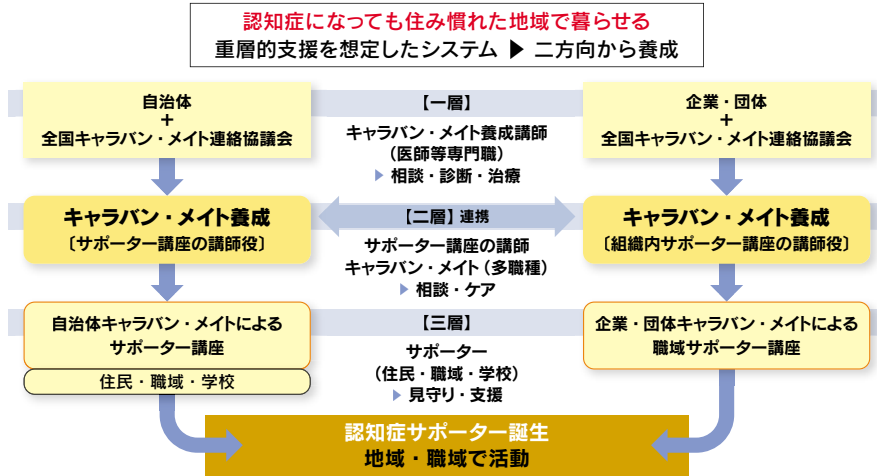 認知症になっても住み慣れた地域で暮らせる
重層的支援を想定したシステム ▶ 二方向から養成
自治体
+
全国キャラバン・メイト連絡協議会
【一層】
キャラバン・メイト養成講師
(医師等専門職)
▶ 相談・診断・治療
企業・団体
+
全国キャラバン・メイト連絡協議会
キャラバン・メイト養成
〔サポーター講座の講師役〕
【二層】連携
サポーター講座の講師
キャラバン・メイト(多職種)
▶ 相談・ケア
キャラバン・メイト養成
〔組織内サポーター講座の講師役〕
自治体キャラバン・メイトによる
サポーター講座
住民・職域・学校
【三層】
サポーター
(住民・職域・学校)
▶ 見守り・支援
企業・団体キャラバン・メイトによる
職域サポーター講座
認知症サポーター誕生
地域・職域で活動